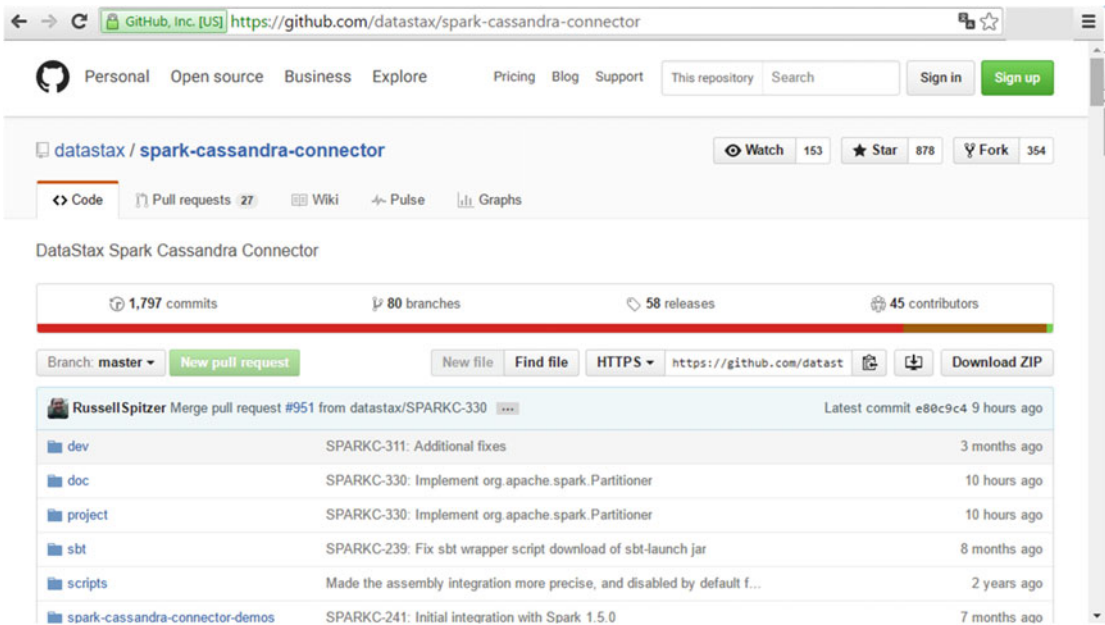 GitHub, Inc. [US] https://github.com/datastax/spark-cassandra-connector
Personal Open source Business Explore Pricing Blog Support This repository Search Sign in Sign up
datastax / spark-cassandra-connector Watch 153 Star 878 Fork 354
<> Code Pull requests 27 Wiki Pulse Graphs
DataStax Spark Cassandra Connector
1,797 commits 80 branches 58 releases 45 contributors
Branch: master New pull request New file Find file HTTPS https://github.com/datast Download ZIP
RussellSpitzer Merge pull request #951 from datastax/SPARKC-330 ... Latest commit e80c9c4 9 hours ago
dev SPARKC-311: Additional fixes 3 months ago
doc SPARKC-330: Implement org.apache.spark.Partitioner 10 hours ago
project SPARKC-330: Implement org.apache.spark.Partitioner 10 hours ago
sbt SPARKC-239: Fix sbt wrapper script download of sbt-launch jar 8 months ago
scripts Made the assembly integration more precise, and disabled by default f... 2 years ago
spark-cassandra-connector-demos SPARKC-241: Initial integration with Spark 1.5.0 7 months ago